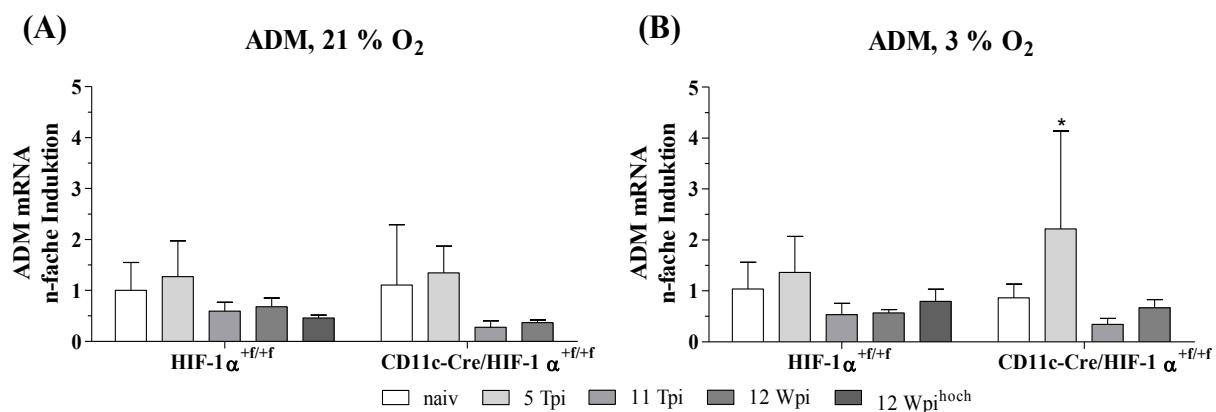 (A)
ADM, 21 % O2
ADM mRNA
n-fache Induktion
5
4
3
2
1
0
HIF-1α+f/+f
CD11c-Cre/HIF-1 α+f/+f
(B)
ADM, 3 % O2
ADM mRNA
n-fache Induktion
5
4
3
2
1
0
*
HIF-1α+f/+f
CD11c-Cre/HIF-1 α+f/+f
naiv 5 Tpi 11 Tpi 12 Wpi 12 Wpihoch